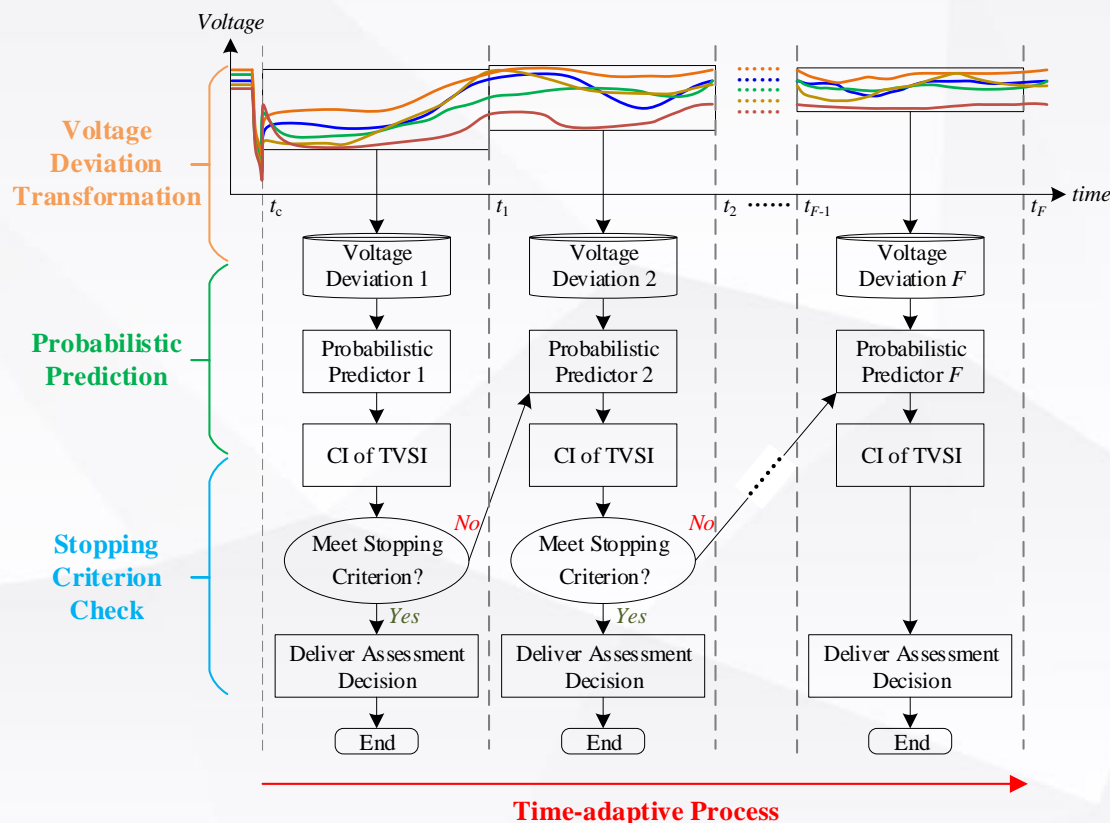 Voltage
time
t_c
t_1
t_2
......
t_{F-1}
t_F
Voltage
Deviation
Transformation
Voltage
Deviation 1
Voltage
Deviation 2
Voltage
Deviation F
Probabilistic
Prediction
Probabilistic
Predictor 1
Probabilistic
Predictor 2
Probabilistic
Predictor F
CI of TVSI
CI of TVSI
CI of TVSI
Stopping
Criterion
Check
Meet Stopping
Criterion?
No
Meet Stopping
Criterion?
No
Yes
Yes
Deliver Assessment
Decision
Deliver Assessment
Decision
Deliver Assessment
Decision
End
End
End
Time-adaptive Process